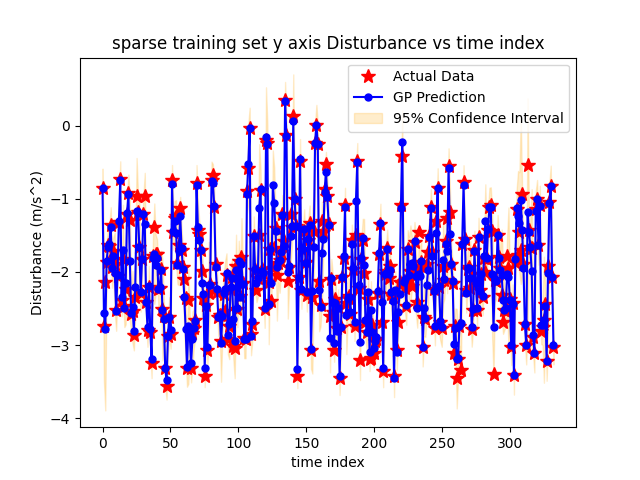 sparse training set y axis Disturbance vs time index
Actual Data
GP Prediction
95% Confidence Interval
Disturbance (m/s^2)
0
−1
−2
−3
−4
0 50 100 150 200 250 300
time index